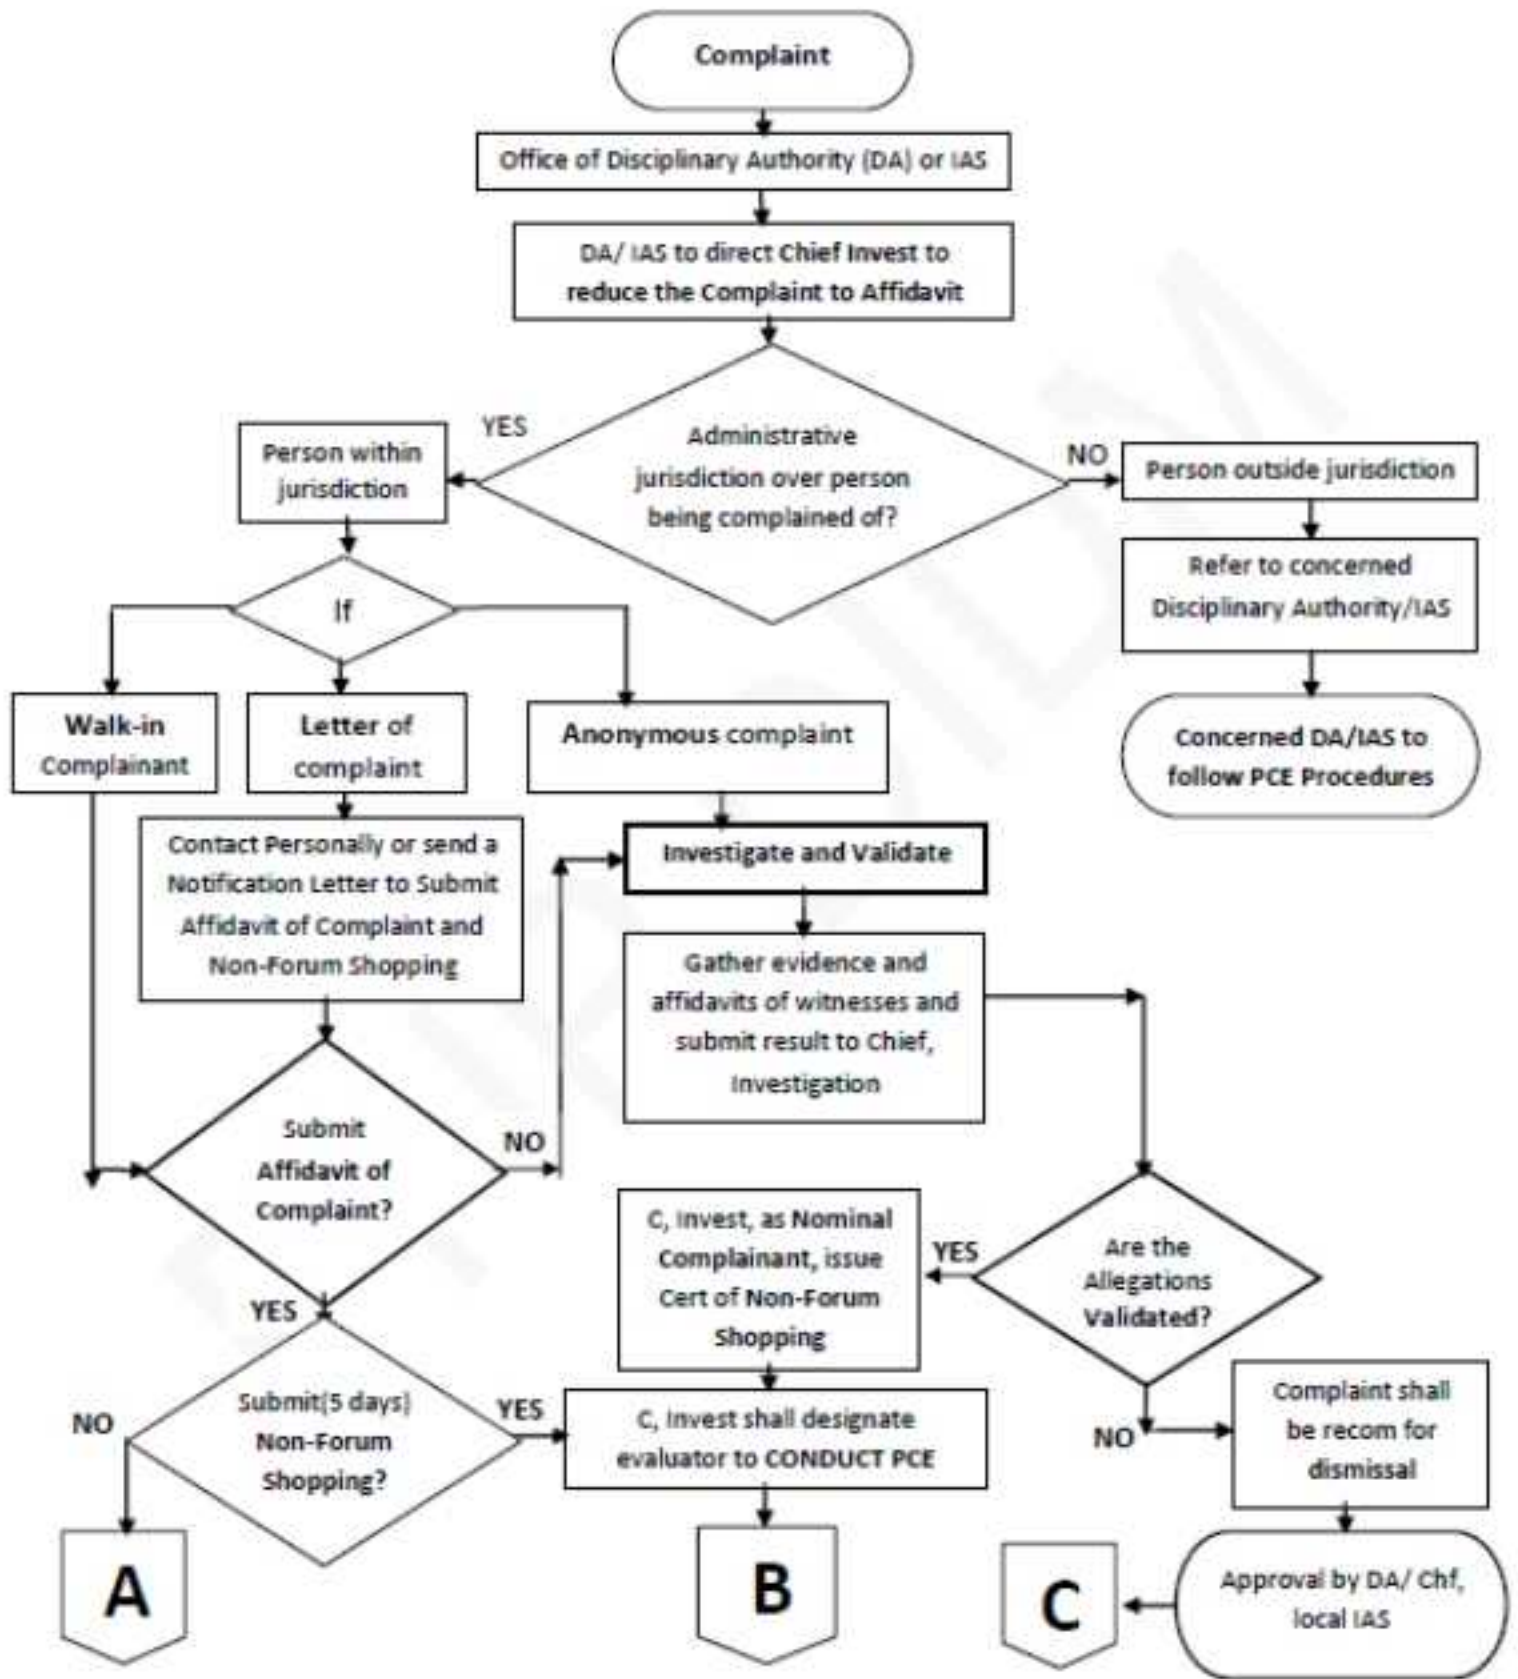 Complaint
Office of Disciplinary Authority (DA) or IAS
DA/ IAS to direct Chief Invest to
reduce the Complaint to Affidavit
YES
Administrative
jurisdiction over person
being complained of?
NO
Person within
jurisdiction
Person outside jurisdiction
Refer to concerned
Disciplinary Authority/IAS
Concerned DA/IAS to
follow PCE Procedures
If
Walk-in
Complainant
Letter of
complaint
Anonymous complaint
Contact Personally or send a
Notification Letter to Submit
Affidavit of Complaint and
Non-Forum Shopping
Investigate and Validate
Gather evidence and
affidavits of witnesses and
submit result to Chief,
Investigation
Submit
Affidavit of
Complaint?
NO
YES
C, Invest, as Nominal
Complainant, issue
Cert of Non-Forum
Shopping
YES
Are the
Allegations
Validated?
NO
Submit(5 days)
Non-Forum
Shopping?
NO
YES
C, Invest shall designate
evaluator to CONDUCT PCE
Complaint shall
be recom for
dismissal
Approval by DA/ Chf,
local IAS
A
B
C